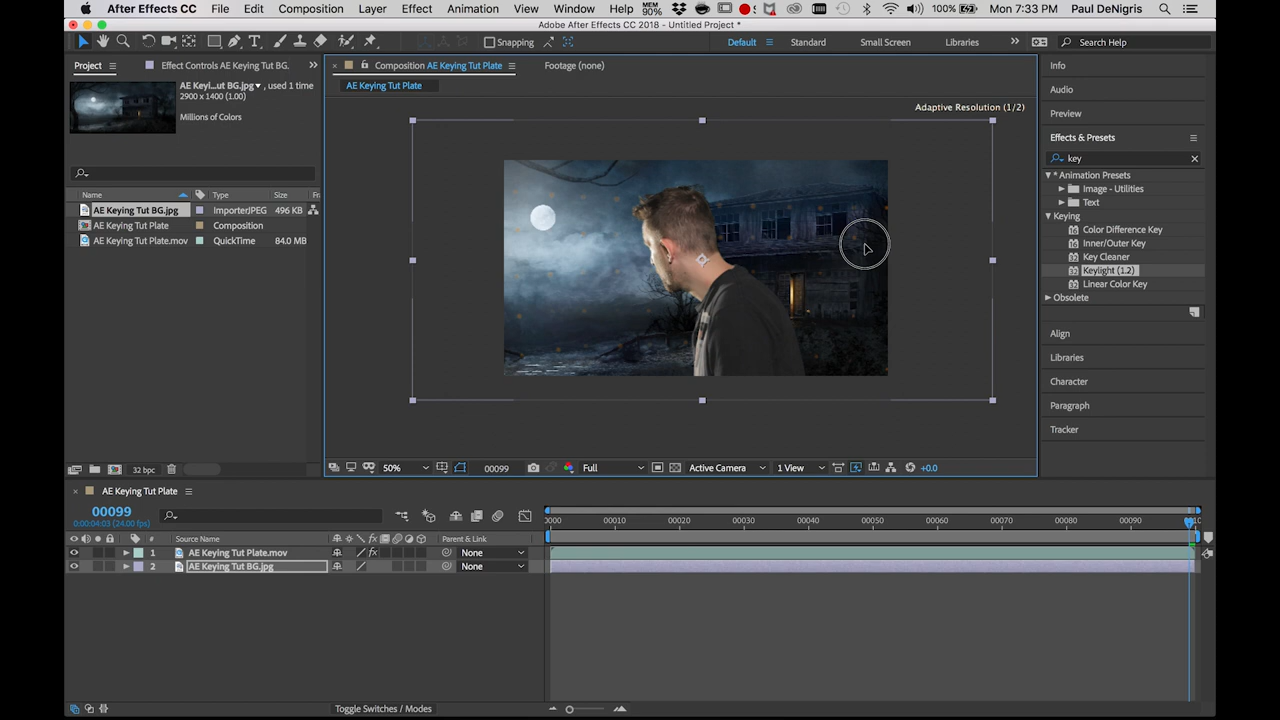 After Effects CC File Edit Composition Layer Effect Animation View Window Help MEM 90% 100% Mon 7:33 PM Paul DeNigris
Adobe After Effects CC 2018 - Untitled Project *
Snapping Default Standard Small Screen Libraries Search Help
Project Effect Controls AE Keying Tut BG. Composition AE Keying Tut Plate Footage (none) Info
AE Keyi...ut BG.jpg, used 1 time
2900 x 1400 (1.00)
Millions of Colors
AE Keying Tut Plate
Adaptive Resolution (1/2)
Audio
Preview
Effects & Presets
key
* Animation Presets
Image - Utilities
Text
Keying
Color Difference Key
Inner/Outer Key
Key Cleaner
Keylight (1.2)
Linear Color Key
Obsolete
Align
Libraries
Character
Paragraph
Tracker
Name Type Size Fr
AE Keying Tut BG.jpg ImporterJPEG 496 KB
AE Keying Tut Plate Composition
AE Keying Tut Plate.mov QuickTime 84.0 MB
32 bpc
50% 00099 Full Active Camera 1 View +0.0
AE Keying Tut Plate
00099
0:00:04:03 (24.00 fps)
0000 00010 00020 00030 00040 00050 00060 00070 00080 00090 10
# Source Name Parent & Link
1 AE Keying Tut Plate.mov fx None
2 AE Keying Tut BG.jpg None
Toggle Switches / Modes